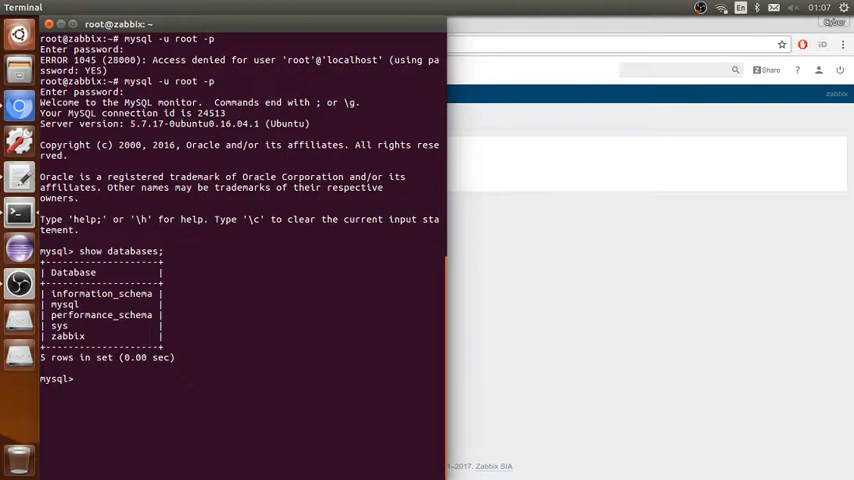 Terminal
En
01:07
root@zabbix: ~
Cyber
root@zabbix:~# mysql -u root -p
Enter password:
ERROR 1045 (28000): Access denied for user 'root'@'localhost' (using pa
ssword: YES)
root@zabbix:~# mysql -u root -p
Enter password:
Welcome to the MySQL monitor.  Commands end with ; or \g.
Your MySQL connection id is 24513
Server version: 5.7.17-0ubuntu0.16.04.1 (Ubuntu)
Copyright (c) 2000, 2016, Oracle and/or its affiliates. All rights rese
rved.
Oracle is a registered trademark of Oracle Corporation and/or its
affiliates. Other names may be trademarks of their respective
owners.
Type 'help;' or '\h' for help. Type '\c' to clear the current input sta
tement.
mysql> show databases;
+--------------------+
| Database           |
+--------------------+
| information_schema |
| mysql              |
| performance_schema |
| sys                |
| zabbix             |
+--------------------+
5 rows in set (0.00 sec)
mysql>
iD
Z Share
?
zabbix
1–2017, Zabbix SIA